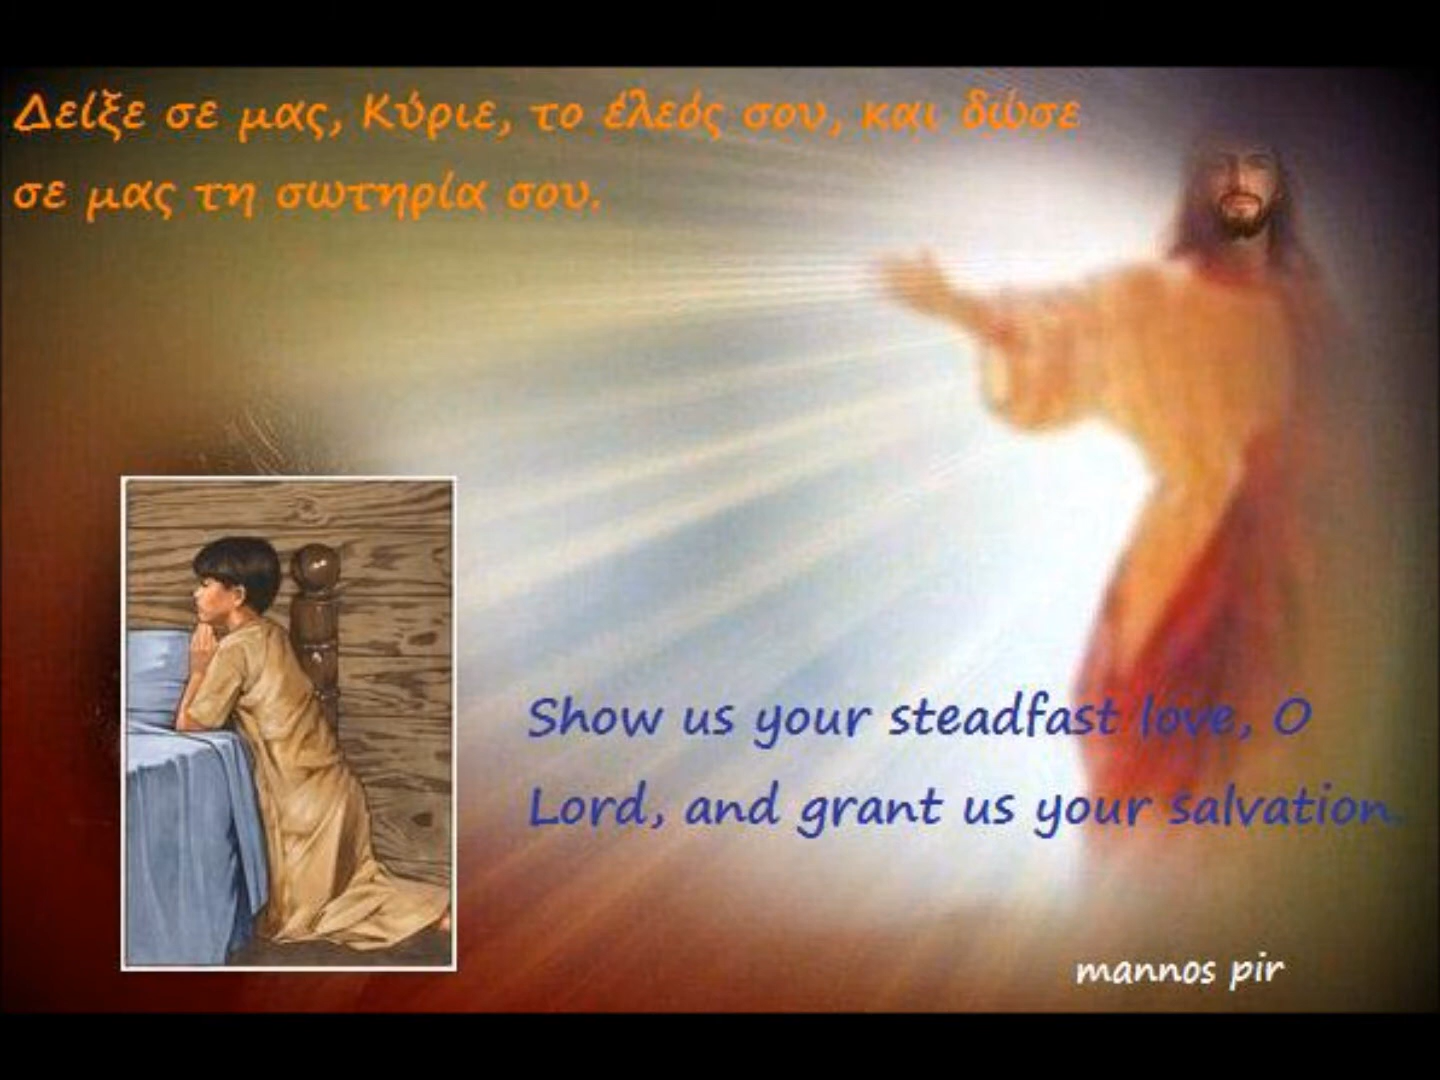 Δείξε σε μας, Κύριε, το έλεός σου, και δώσε
σε μας τη σωτηρία σου.
Show us your steadfast love, O
Lord, and grant us your salvation.
mannos pir